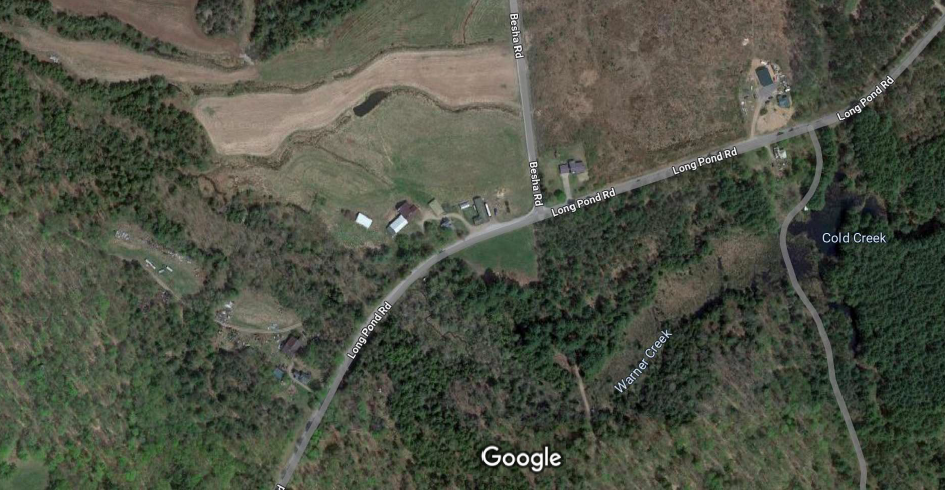 Besha Rd
Long Pond Rd
Long Pond Rd
Besha Rd
Long Pond Rd
Cold Creek
Long Pond Rd
Warner Creek
Google